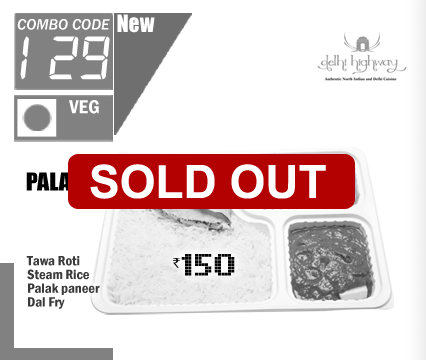 COMBO CODE
New
129
VEG
delhi highway
Authentic North Indian and Delhi Cuisine
PALA
SOLD OUT
₹150
Tawa Roti
Steam Rice
Palak paneer
Dal Fry